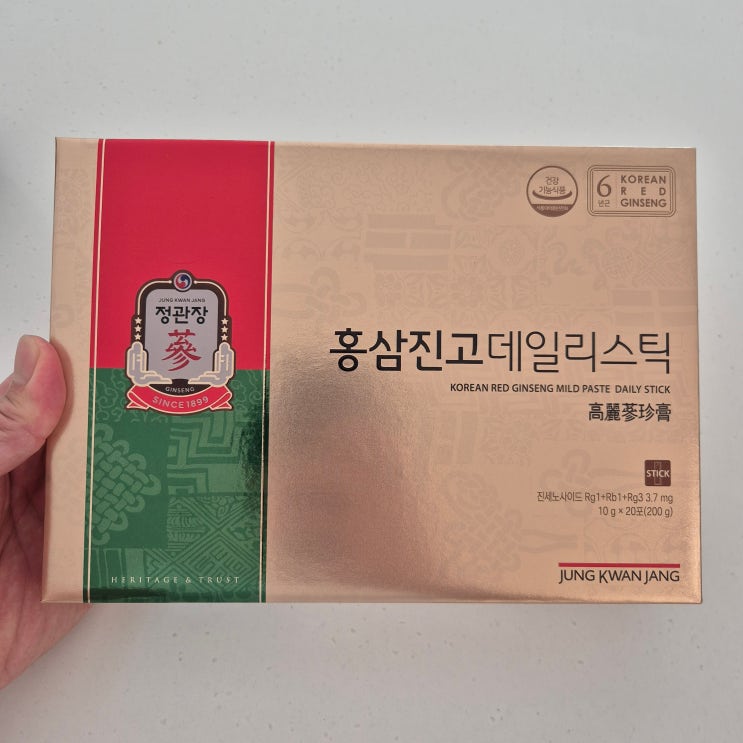 JUNG KWAN JANG
정관장
蔘
GINSENG
SINCE 1899
HERITAGE & TRUST
건강
기능식품
6
년근
KOREAN
RED
GINSENG
홍삼진고데일리스틱
KOREAN RED GINSENG MILD PASTE DAILY STICK
高麗蔘珍膏
STICK
진세노사이드 Rg1+Rb1+Rg3 3.7 mg
10 g × 20포(200 g)
JUNG KWAN JANG